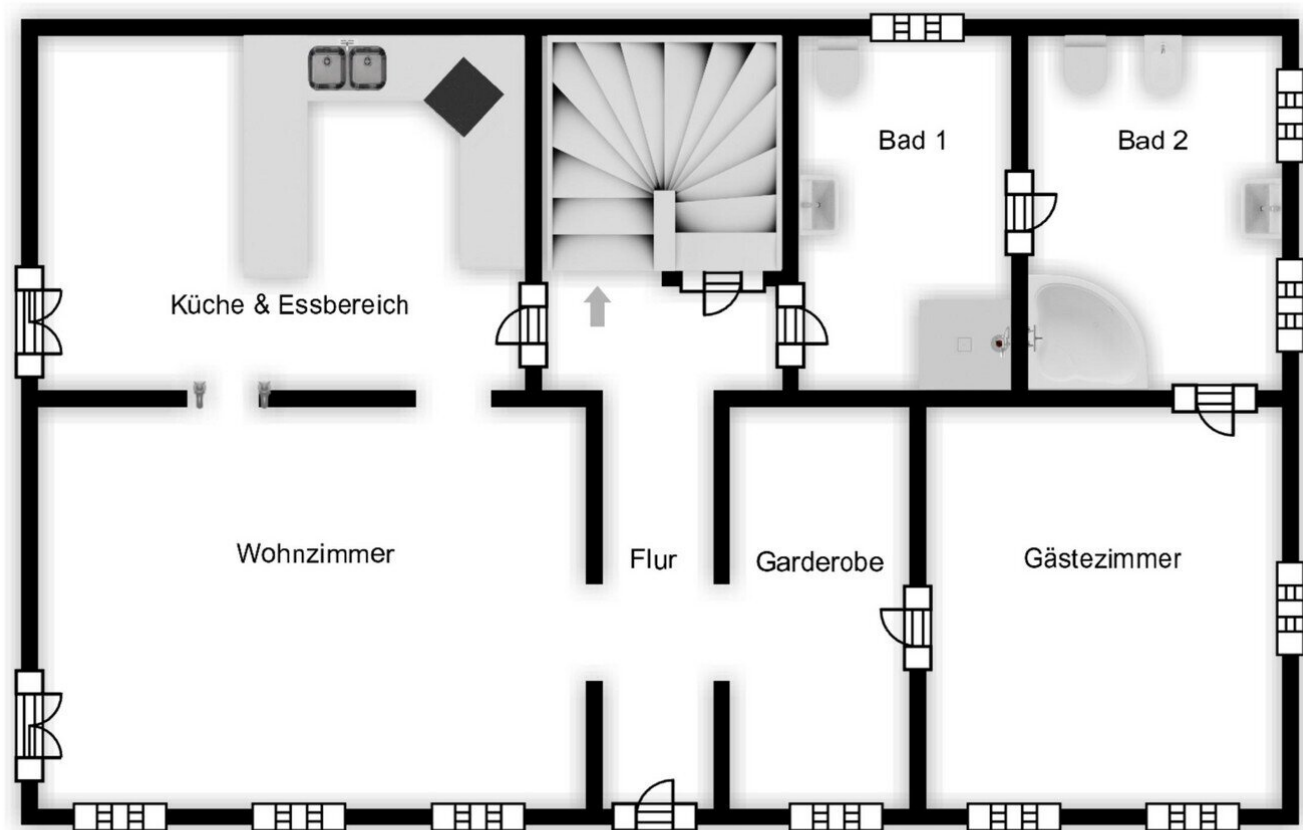 Bad 1
Bad 2
Küche & Essbereich
Wohnzimmer
Flur
Garderobe
Gästezimmer